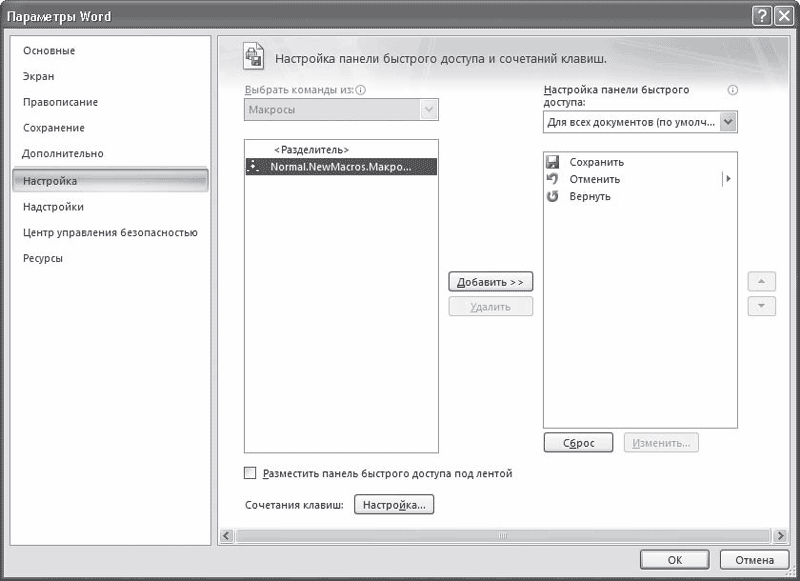 Параметры Word
Основные
Экран
Правописание
Сохранение
Дополнительно
Настройка
Надстройки
Центр управления безопасностью
Ресурсы
Настройка панели быстрого доступа и сочетаний клавиш.
Выбрать команды из:
Макросы
<Разделитель>
Normal.NewMacros.Макро...
Добавить >>
Удалить
Настройка панели быстрого
доступа:
Для всех документов (по умолч...
Сохранить
Отменить
Вернуть
Сброс
Изменить...
Разместить панель быстрого доступа под лентой
Сочетания клавиш:
Настройка...
ОК
Отмена